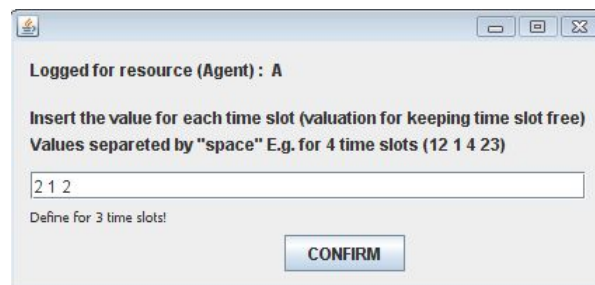 Logged for resource (Agent) : A
Insert the value for each time slot (valuation for keeping time slot free)
Values separeted by "space" E.g. for 4 time slots (12 1 4 23)
2 1 2
Define for 3 time slots!
CONFIRM